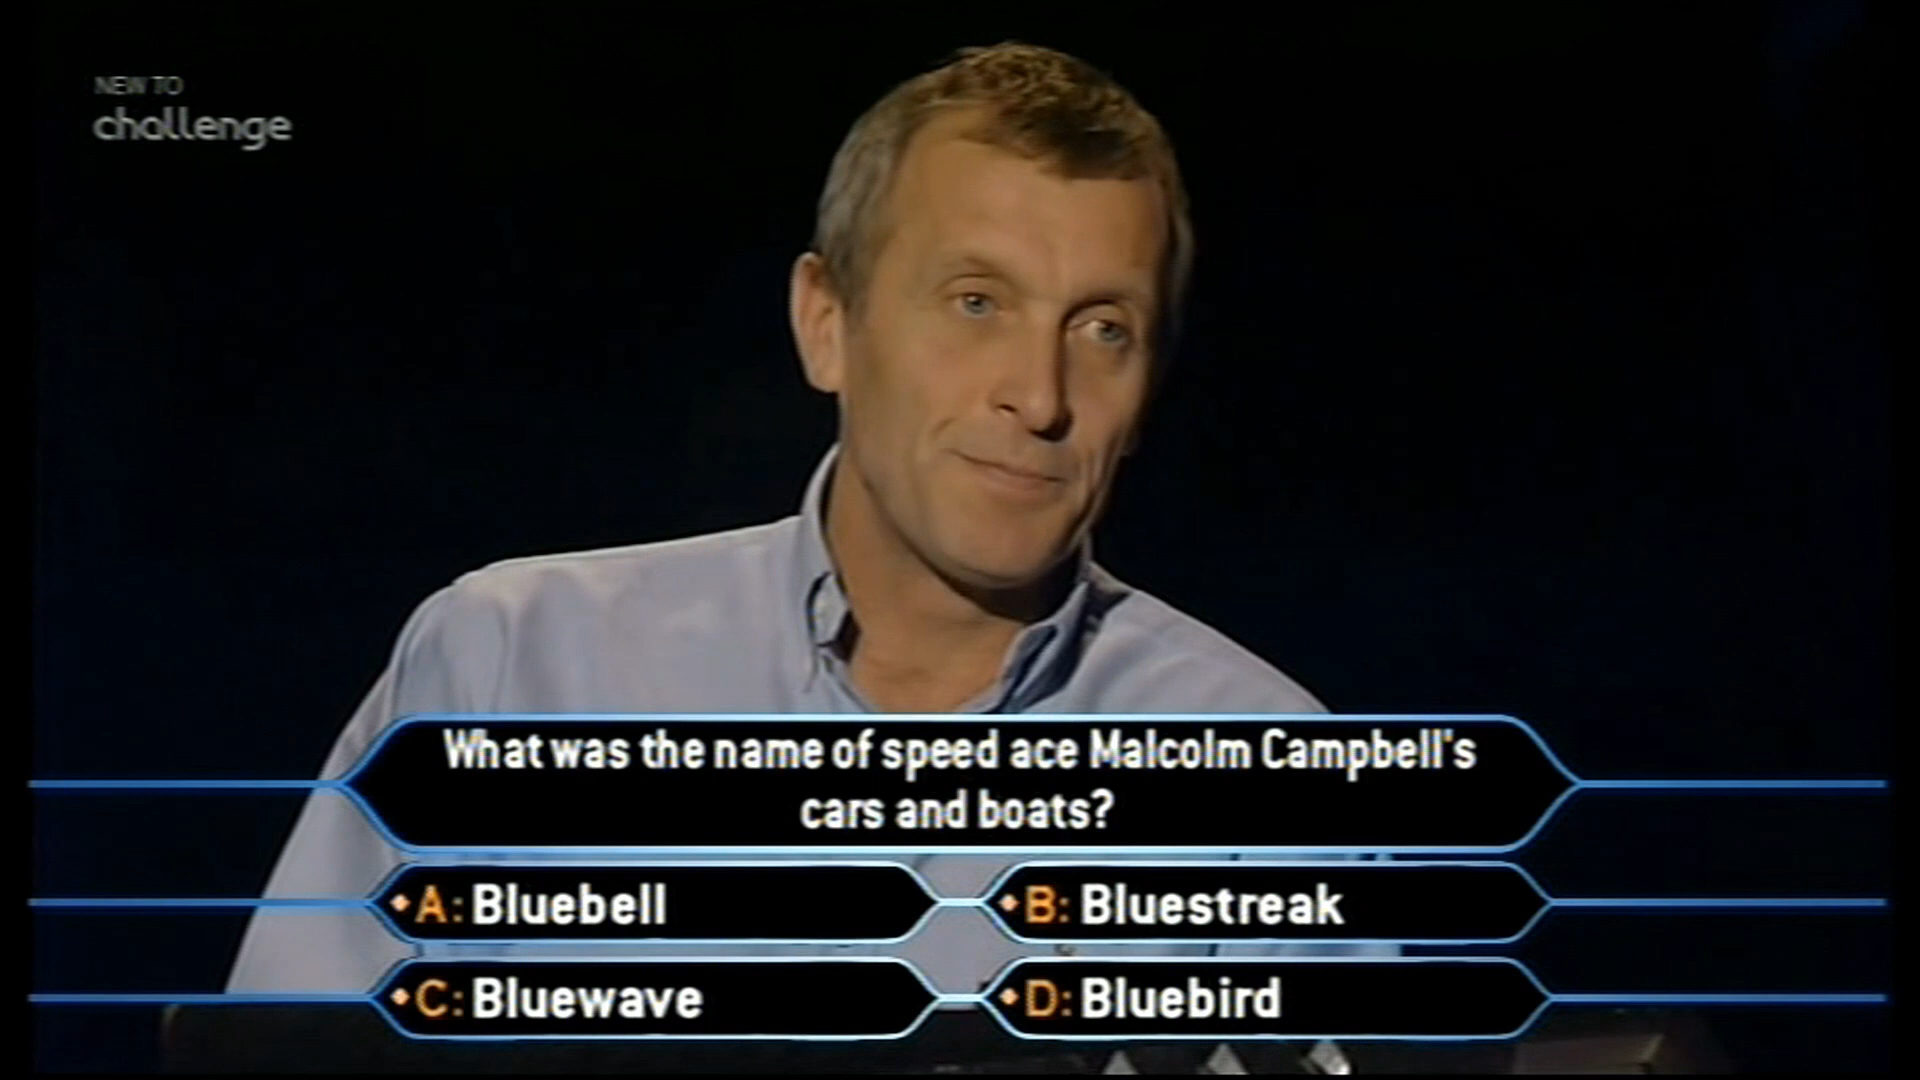 NEW TO
challenge
What was the name of speed ace Malcolm Campbell's
cars and boats?
A: Bluebell
B: Bluestreak
C: Bluewave
D: Bluebird